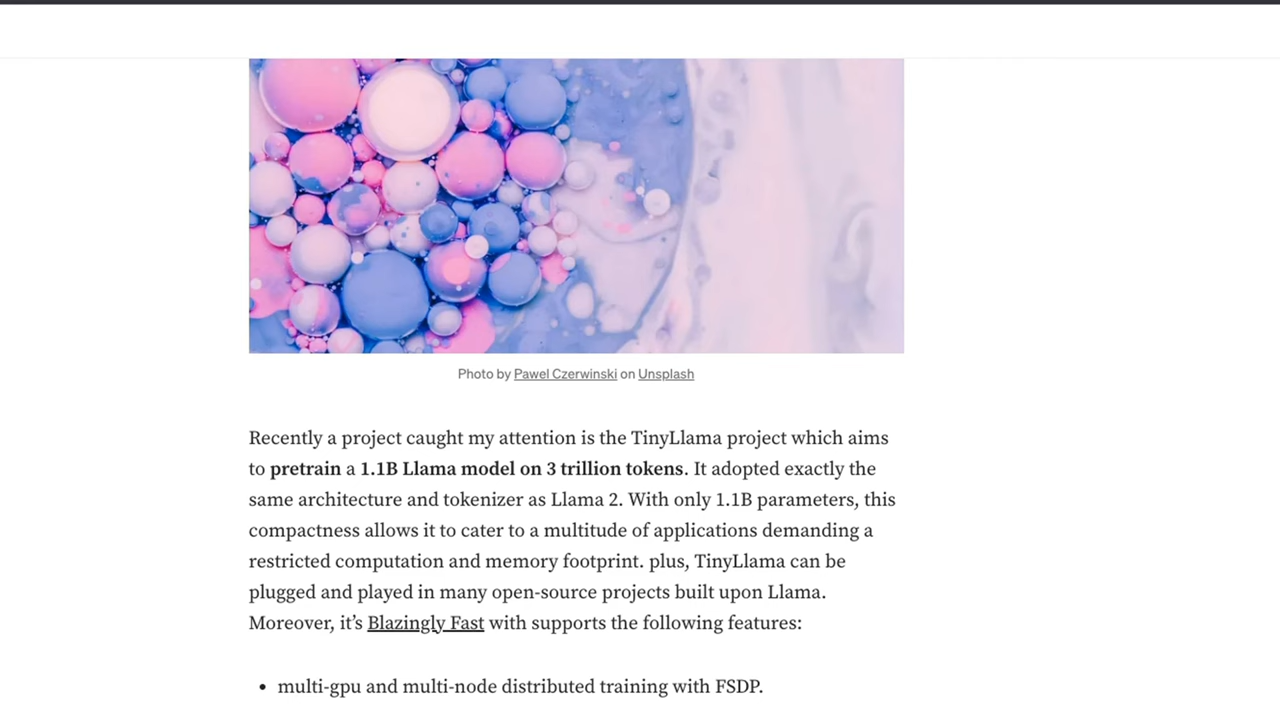 Photo by Pawel Czerwinski on Unsplash
Recently a project caught my attention is the TinyLlama project which aims
to pretrain a 1.1B Llama model on 3 trillion tokens. It adopted exactly the
same architecture and tokenizer as Llama 2. With only 1.1B parameters, this
compactness allows it to cater to a multitude of applications demanding a
restricted computation and memory footprint. plus, TinyLlama can be
plugged and played in many open-source projects built upon Llama.
Moreover, it’s Blazingly Fast with supports the following features:
• multi-gpu and multi-node distributed training with FSDP.